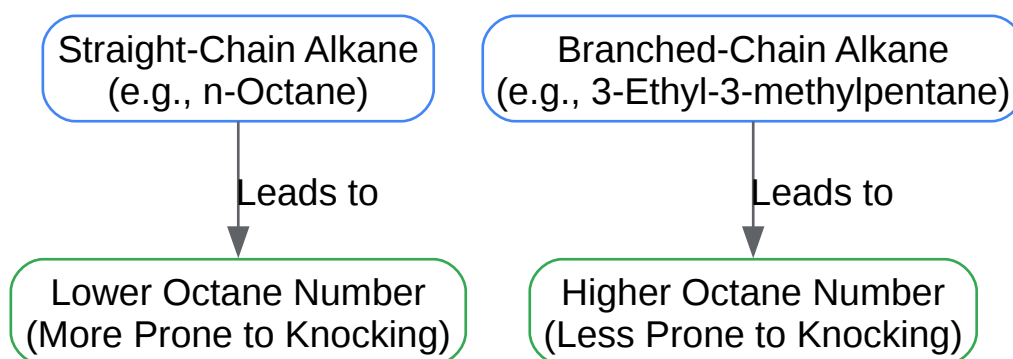 Straight-Chain Alkane
(e.g., n-Octane)
Branched-Chain Alkane
(e.g., 3-Ethyl-3-methylpentane)
Leads to
Leads to
Lower Octane Number
(More Prone to Knocking)
Higher Octane Number
(Less Prone to Knocking)